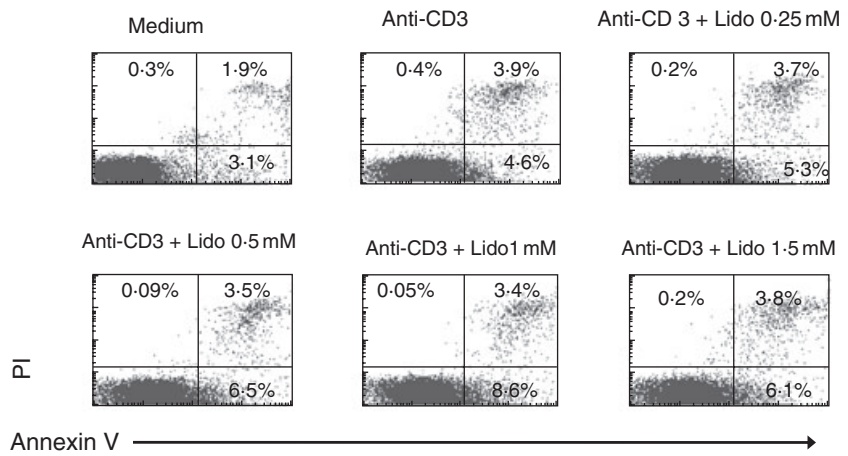 Medium
Anti-CD3
Anti-CD 3 + Lido 0·25 mM
0·3% 1·9%
3·1%
0·4% 3·9%
4·6%
0·2% 3·7%
5·3%
Anti-CD3 + Lido 0·5 mM
Anti-CD3 + Lido1 mM
Anti-CD3 + Lido 1·5 mM
0·09% 3·5%
6·5%
0·05% 3·4%
8·6%
0·2% 3·8%
6·1%
PI
Annexin V